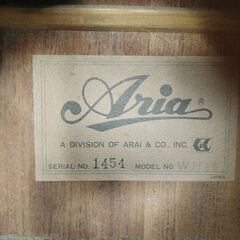 Aria®
A DIVISION OF ARAI & CO., INC.
SERIAL NO. 1454 MODEL NO.